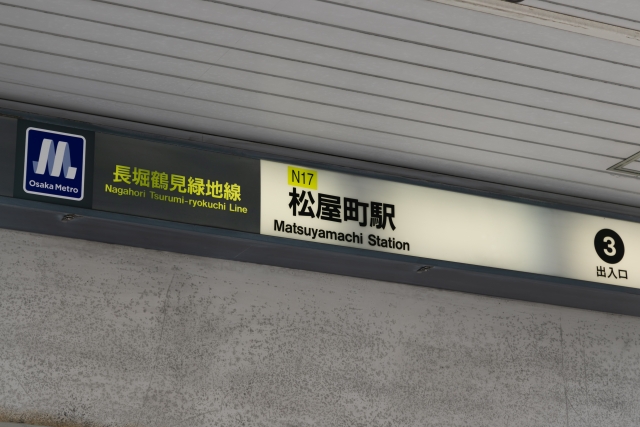 Osaka Metro
長堀鶴見緑地線
Nagahori Tsurumi-ryokuchi Line
N17
松屋町駅
Matsuyamachi Station
3
出入口